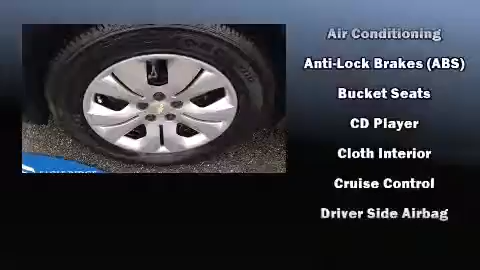 Air Conditioning
Anti-Lock Brakes (ABS)
Bucket Seats
CD Player
Cloth Interior
Cruise Control
Driver Side Airbag